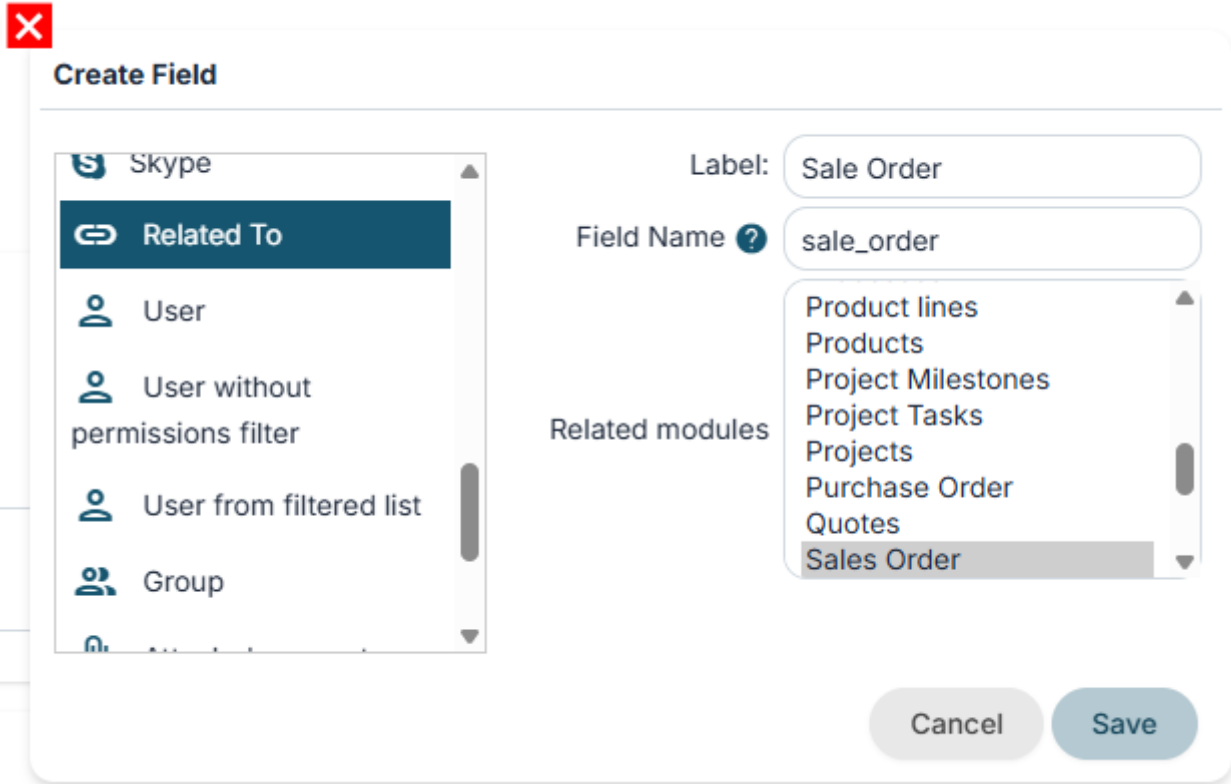 Create Field
Skype
Related To
User
User without
permissions filter
User from filtered list
Group
Label:
Sale Order
Field Name ?
sale_order
Related modules
Product lines
Products
Project Milestones
Project Tasks
Projects
Purchase Order
Quotes
Sales Order
Cancel
Save